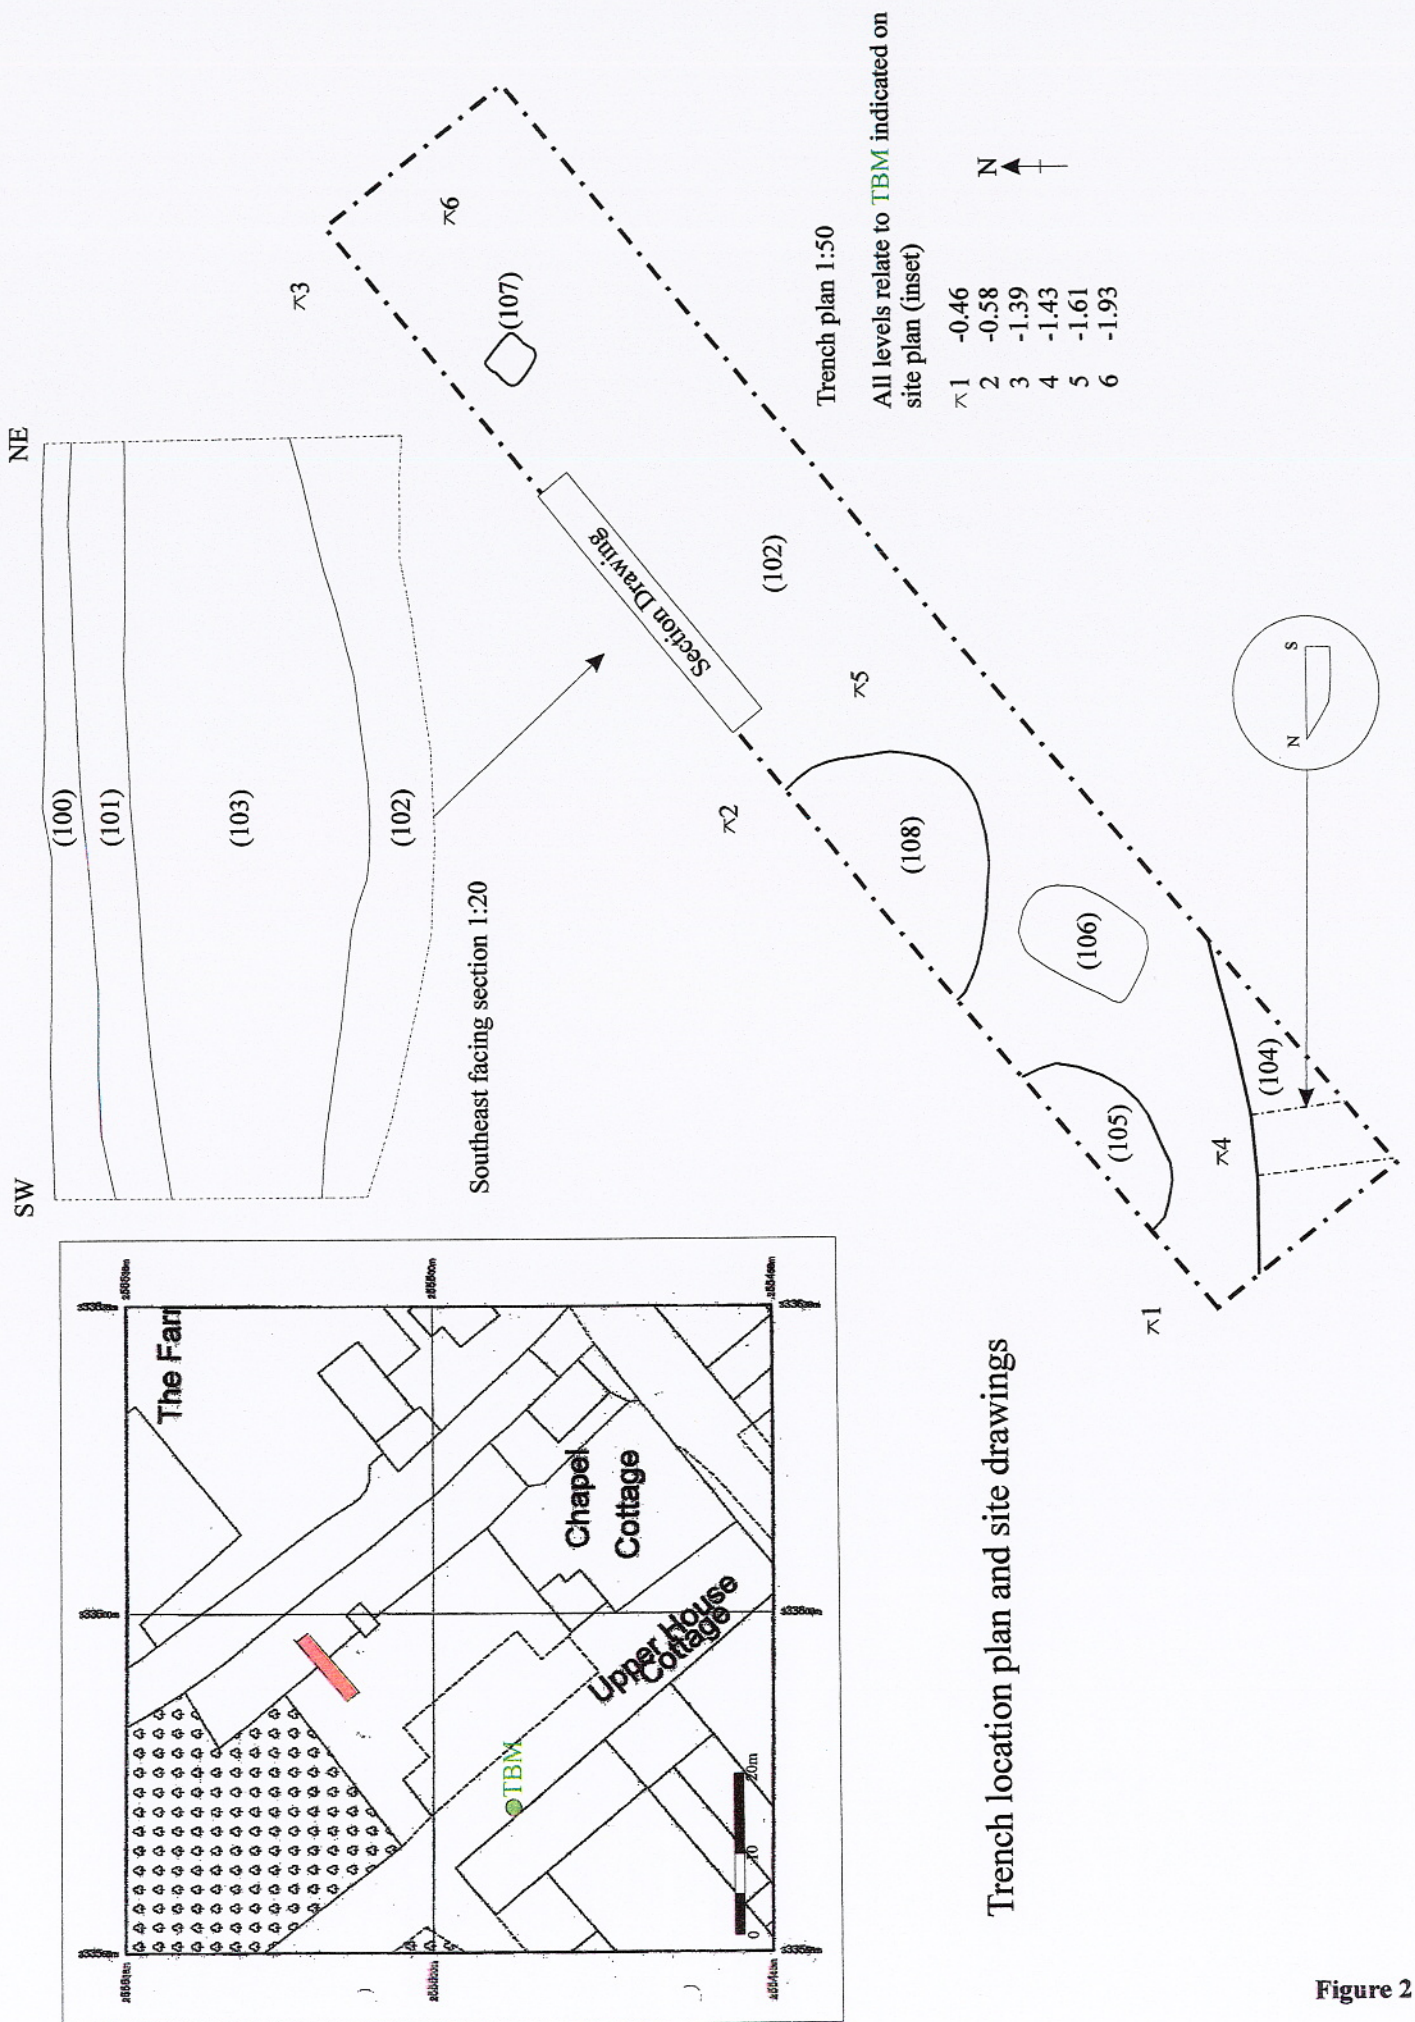 SW
NE
(100)
(101)
(103)
(102)
Southeast facing section 1:20
The Farr
Chapel
Cottage
Upper House
Cottage
TBM
0
10
20m
Section Drawing
(102)
(104)
(105)
(106)
(107)
(108)
⊼1
⊼2
⊼3
⊼4
⊼5
⊼6
N
S
Trench plan 1:50
All levels relate to TBM indicated on
site plan (inset)
⊼1 -0.46
2 -0.58
3 -1.39
4 -1.43
5 -1.61
6 -1.93
N
Trench location plan and site drawings
Figure 2